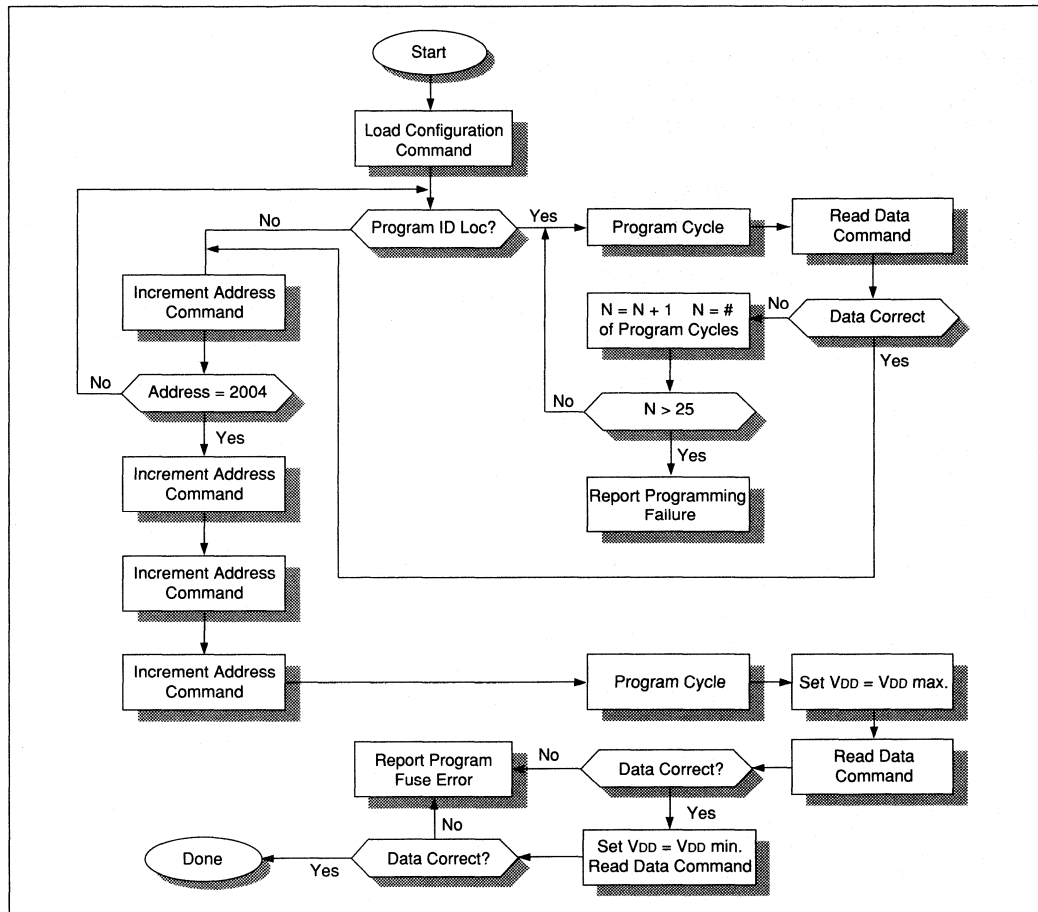 Start
Load Configuration
Command
No
Program ID Loc?
Yes
Program Cycle
Read Data
Command
Increment Address
Command
N = N + 1 N = #
of Program Cycles
No
Data Correct
Yes
No
Address = 2004
Yes
No
N > 25
Yes
Report Programming
Failure
Increment Address
Command
Increment Address
Command
Increment Address
Command
Program Cycle
Set VDD = VDD max.
Report Program
Fuse Error
No
Data Correct?
Yes
Read Data
Command
Done
Yes
Data Correct?
No
Set VDD = VDD min.
Read Data Command